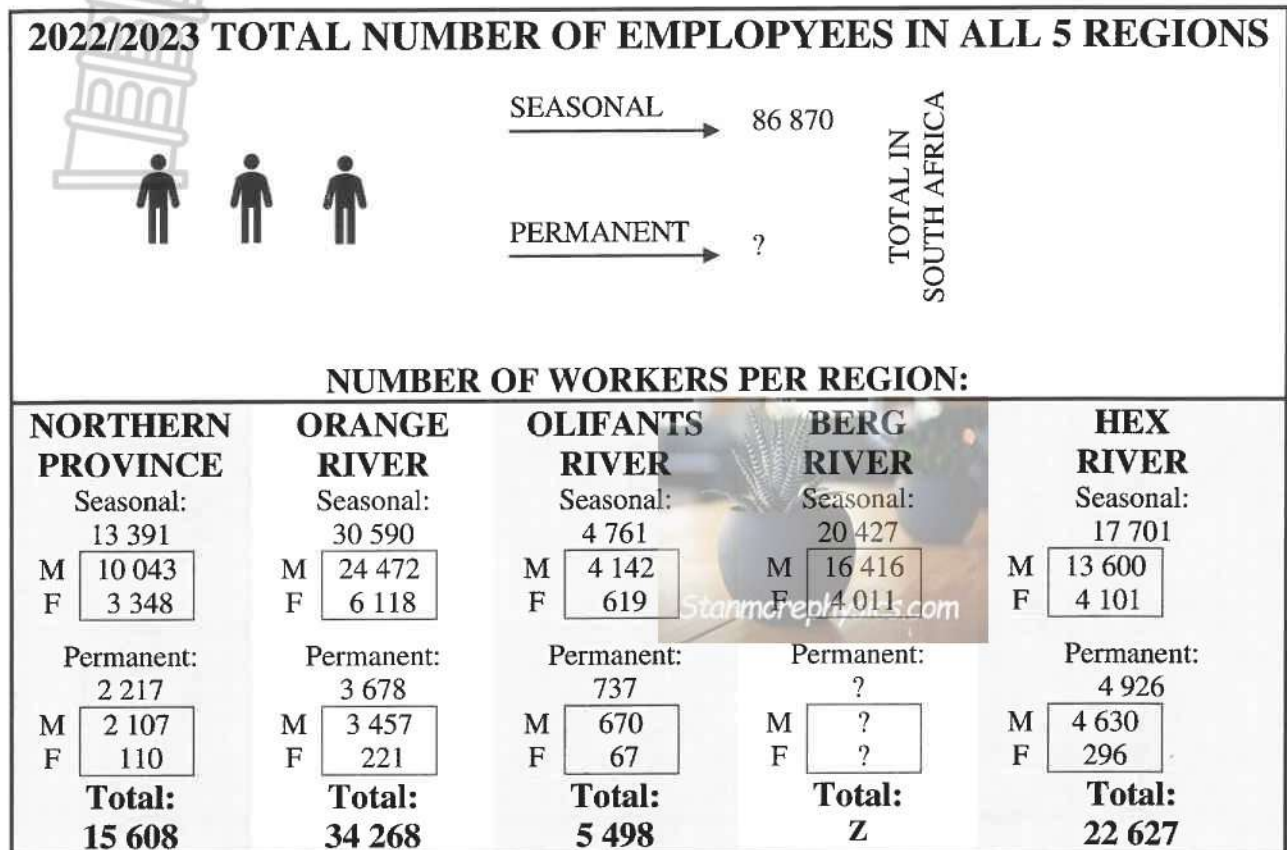 2022/2023 TOTAL NUMBER OF EMPLOPYEES IN ALL 5 REGIONS
SEASONAL 86 870
PERMANENT ?
TOTAL IN
SOUTH AFRICA
NUMBER OF WORKERS PER REGION:
NORTHERN
PROVINCE
Seasonal:
13 391
M 10 043
F 3 348
Permanent:
2 217
M 2 107
F 110
Total:
15 608
ORANGE
RIVER
Seasonal:
30 590
M 24 472
F 6 118
Permanent:
3 678
M 3 457
F 221
Total:
34 268
OLIFANTS
RIVER
Seasonal:
4 761
M 4 142
F 619
Permanent:
737
M 670
F 67
Total:
5 498
BERG
RIVER
Seasonal:
20 427
M 16 416
F 4 011
Permanent:
?
M ?
F ?
Total:
Z
HEX
RIVER
Seasonal:
17 701
M 13 600
F 4 101
Permanent:
4 926
M 4 630
F 296
Total:
22 627
Stanmorephysics.com